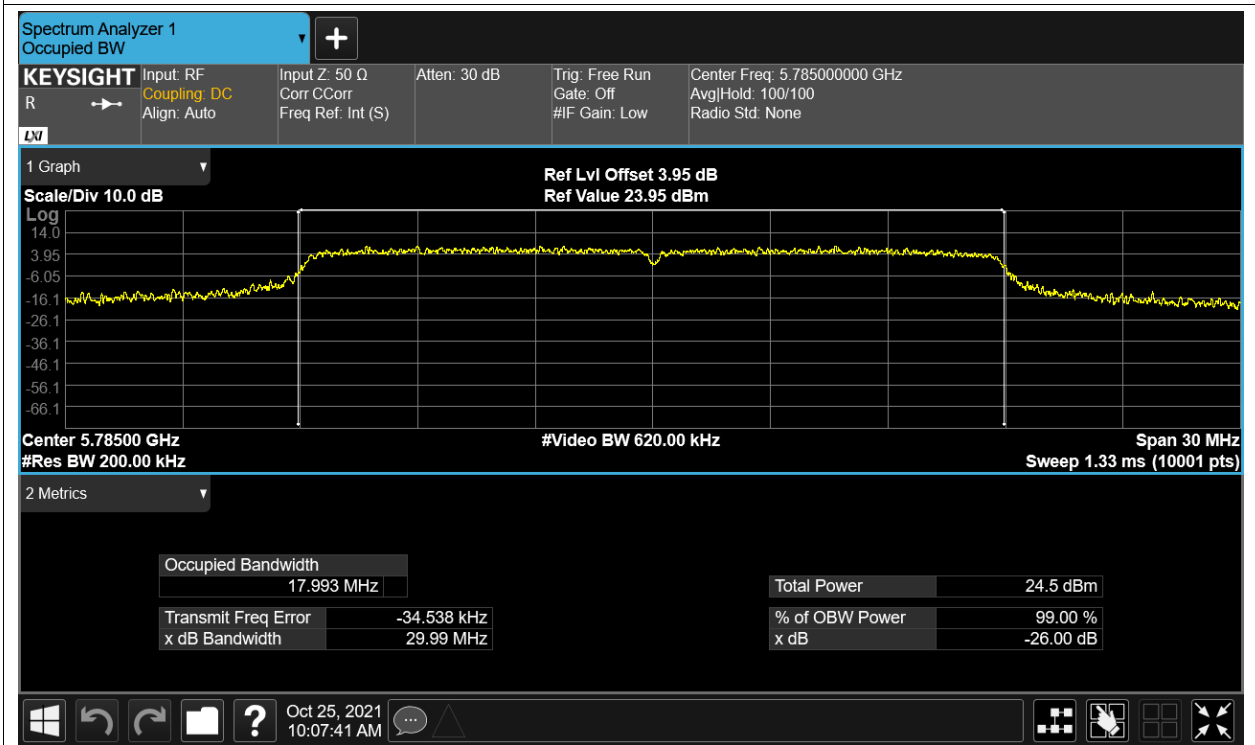 Spectrum Analyzer 1
Occupied BW
KEYSIGHT
R
LXI
Input: RF
Coupling: DC
Align: Auto
Input Z: 50 Ω
Corr CCorr
Freq Ref: Int (S)
Atten: 30 dB
Trig: Free Run
Gate: Off
#IF Gain: Low
Center Freq: 5.785000000 GHz
Avg|Hold: 100/100
Radio Std: None
1 Graph
Scale/Div 10.0 dB
Ref Lvl Offset 3.95 dB
Ref Value 23.95 dBm
Log
14.0
3.95
-6.05
-16.1
-26.1
-36.1
-46.1
-56.1
-66.1
Center 5.78500 GHz
#Video BW 620.00 kHz
Span 30 MHz
#Res BW 200.00 kHz
Sweep 1.33 ms (10001 pts)
2 Metrics
Occupied Bandwidth
17.993 MHz
Total Power 24.5 dBm
Transmit Freq Error -34.538 kHz
% of OBW Power 99.00 %
x dB Bandwidth 29.99 MHz
x dB -26.00 dB
?
Oct 25, 2021
10:07:41 AM